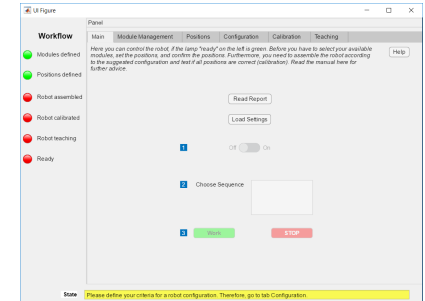 UI Figure
Panel
Workflow
Modules defined
Positions defined
Robot assembled
Robot calibrated
Robot teaching
Ready
Main Module Management Positions Configuration Calibration Teaching
Here you can control the robot, if the lamp "ready" on the left is green. Before you have to select your available
modules, set the positions, and confirm the positions. Furthermore, you need to assemble the robot according
to the suggested configuration and test if all positions are correct (calibration). Read the manual here for
further advice.
Help
Read Report
Load Settings
1 Off On
2 Choose Sequence
3 Work STOP
State Please define your criteria for a robot configuration. Therefore, go to tab Configuration.